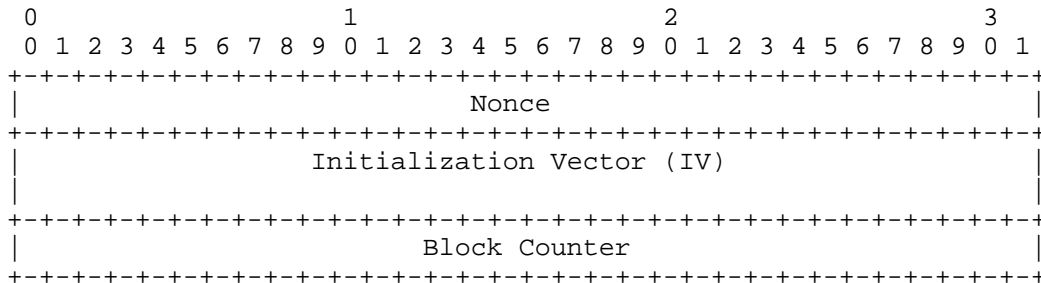 0                   1                   2                   3
 0 1 2 3 4 5 6 7 8 9 0 1 2 3 4 5 6 7 8 9 0 1 2 3 4 5 6 7 8 9 0 1
+-+-+-+-+-+-+-+-+-+-+-+-+-+-+-+-+-+-+-+-+-+-+-+-+-+-+-+-+-+-+-+-+
|                            Nonce                              |
+-+-+-+-+-+-+-+-+-+-+-+-+-+-+-+-+-+-+-+-+-+-+-+-+-+-+-+-+-+-+-+-+
|                  Initialization Vector (IV)                   |
|                                                               |
+-+-+-+-+-+-+-+-+-+-+-+-+-+-+-+-+-+-+-+-+-+-+-+-+-+-+-+-+-+-+-+-+
|                         Block Counter                         |
+-+-+-+-+-+-+-+-+-+-+-+-+-+-+-+-+-+-+-+-+-+-+-+-+-+-+-+-+-+-+-+-+